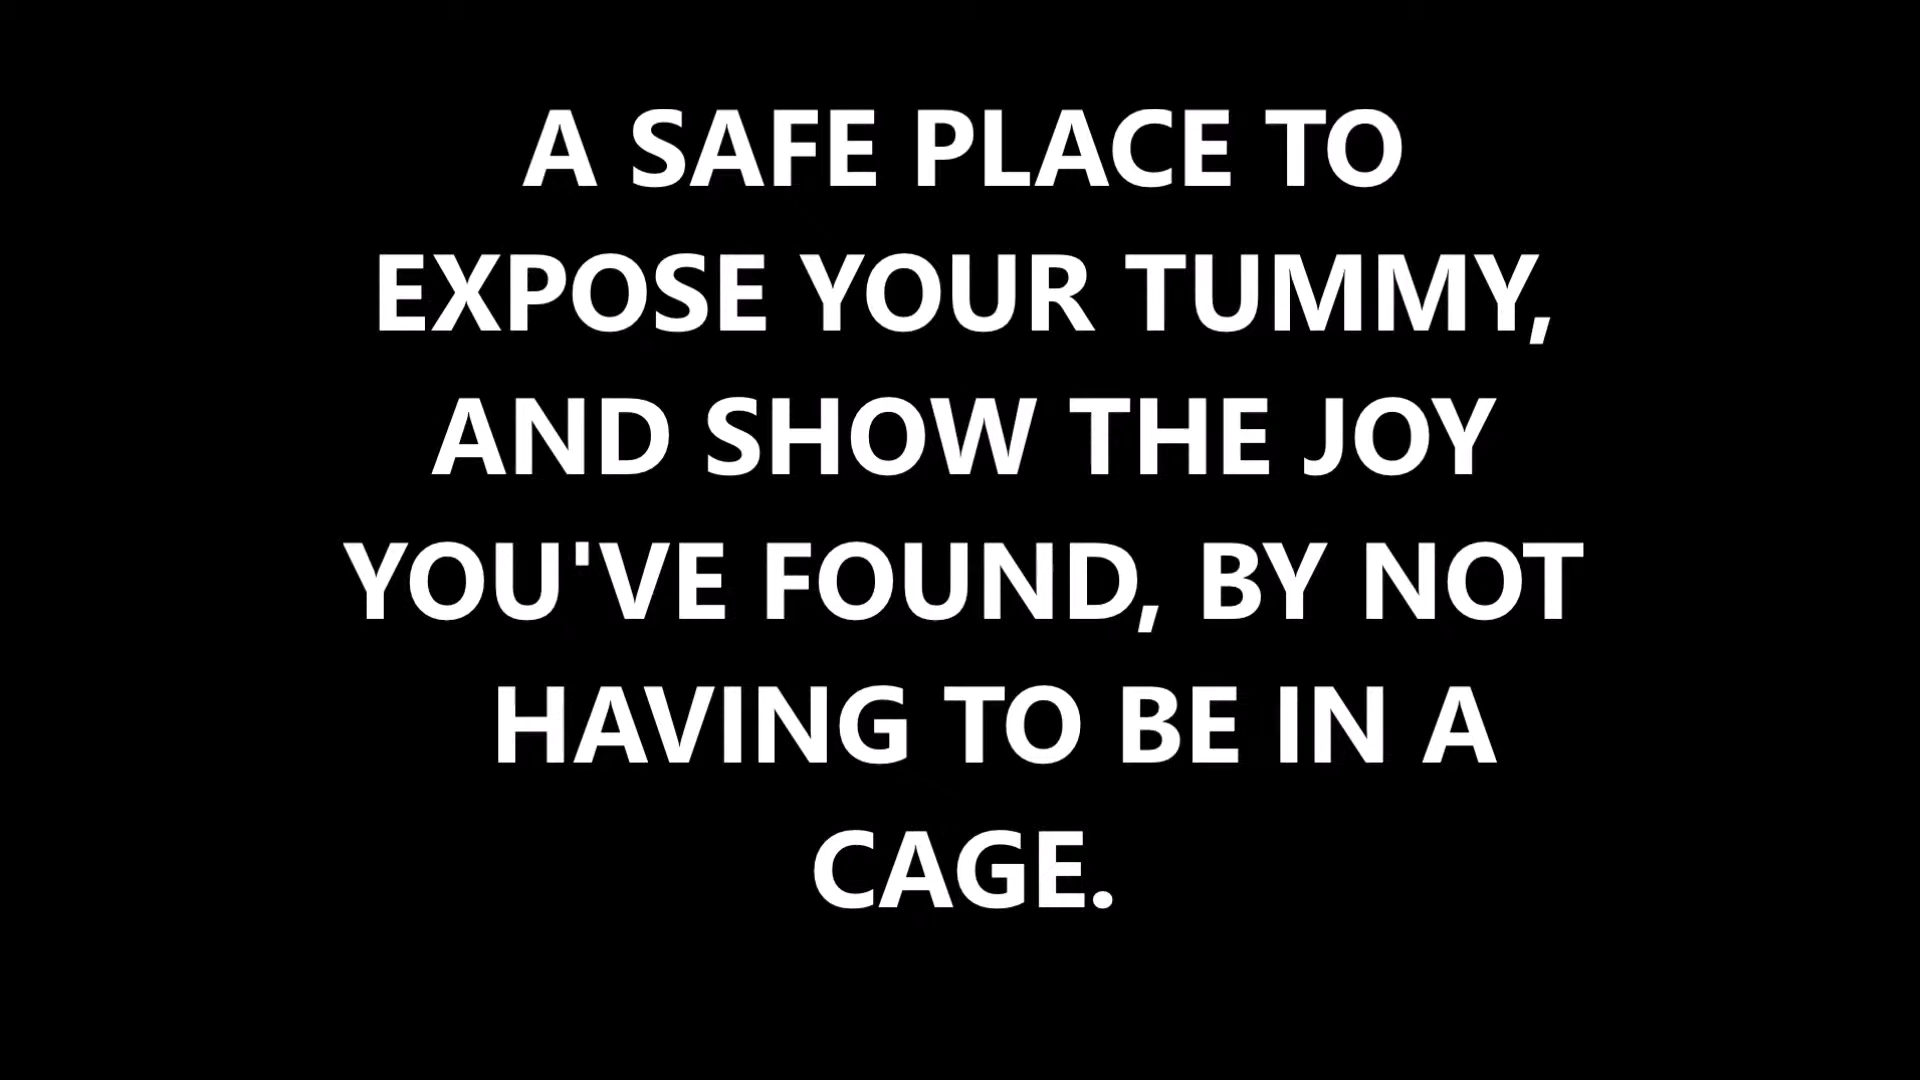 A SAFE PLACE TO
EXPOSE YOUR TUMMY,
AND SHOW THE JOY
YOU'VE FOUND, BY NOT
HAVING TO BE IN A
CAGE.